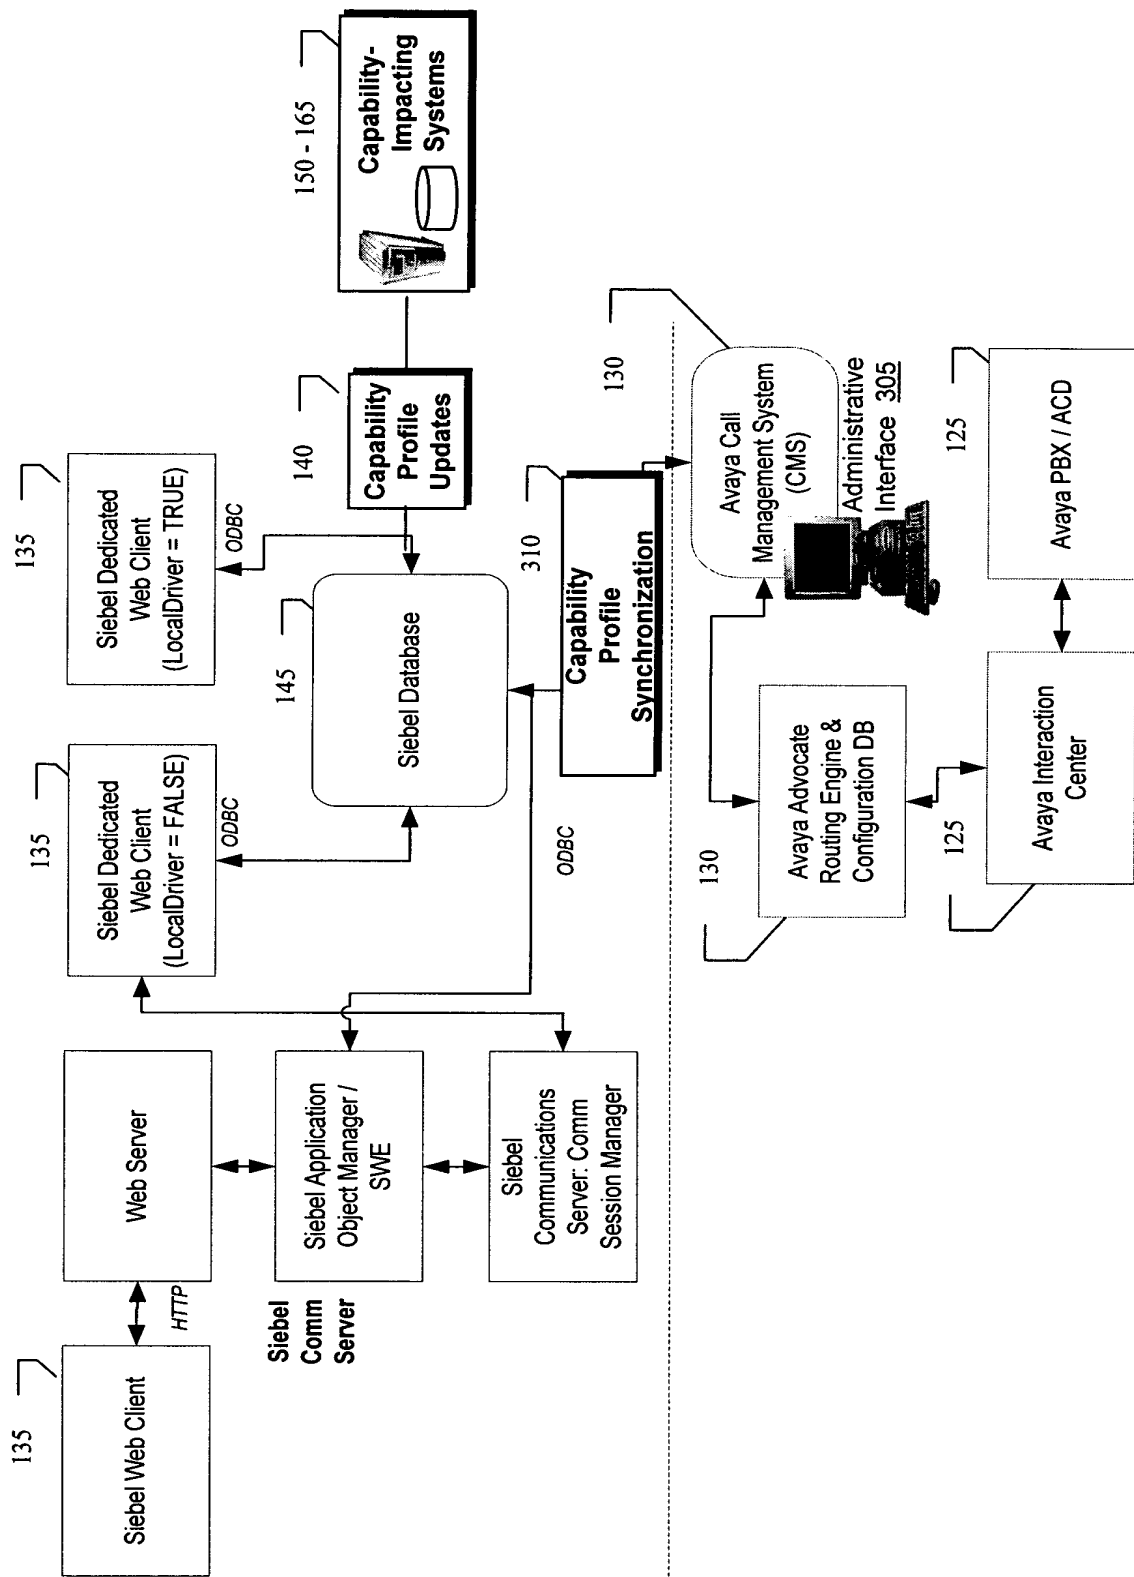 135
Siebel Web Client
HTTP
Web Server
Siebel
Comm
Server
Siebel Application
Object Manager /
SWE
Siebel
Communications
Server: Comm
Session Manager
135
Siebel Dedicated
Web Client
(LocalDriver = FALSE)
ODBC
135
Siebel Dedicated
Web Client
(LocalDriver = TRUE)
ODBC
145
Siebel Database
140
Capability
Profile
Updates
150 - 165
Capability-
Impacting
Systems
ODBC
310
Capability
Profile
Synchronization
130
Avaya Call
Management System
(CMS)
Administrative
Interface 305
130
Avaya Advocate
Routing Engine &
Configuration DB
125
Avaya Interaction
Center
125
Avaya PBX / ACD